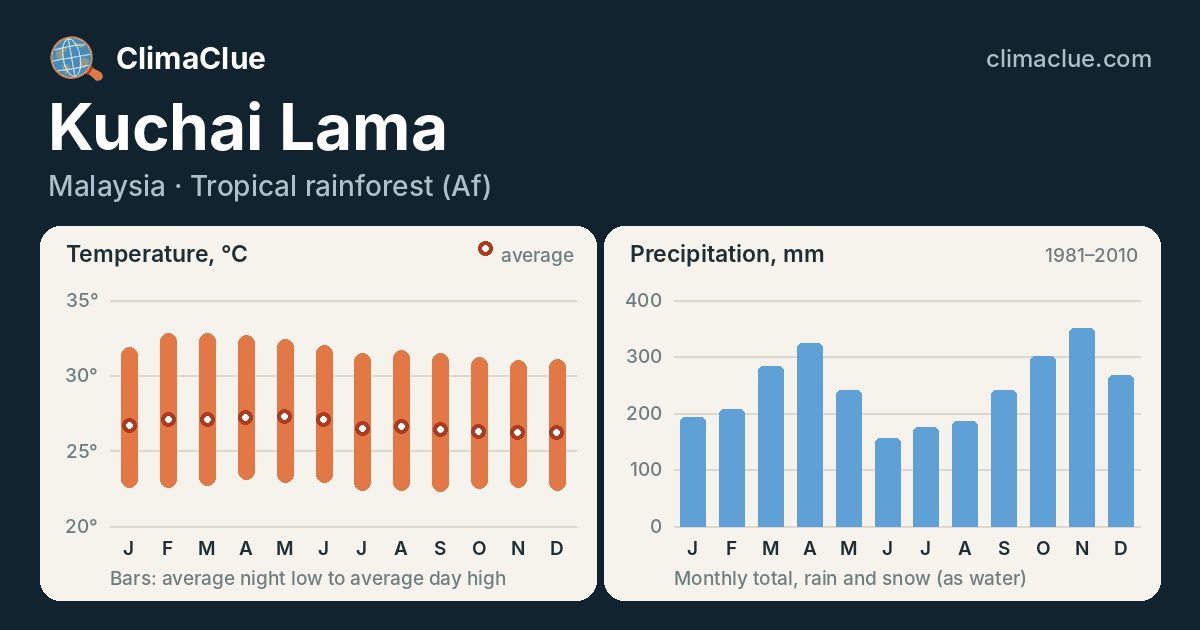 ClimaClue
climaclue.com
Kuchai Lama
Malaysia · Tropical rainforest (Af)
Temperature, °C
average
35°
30°
25°
20°
J F M A M J J A S O N D
Bars: average night low to average day high
Precipitation, mm
1981–2010
400
300
200
100
0
J F M A M J J A S O N D
Monthly total, rain and snow (as water)